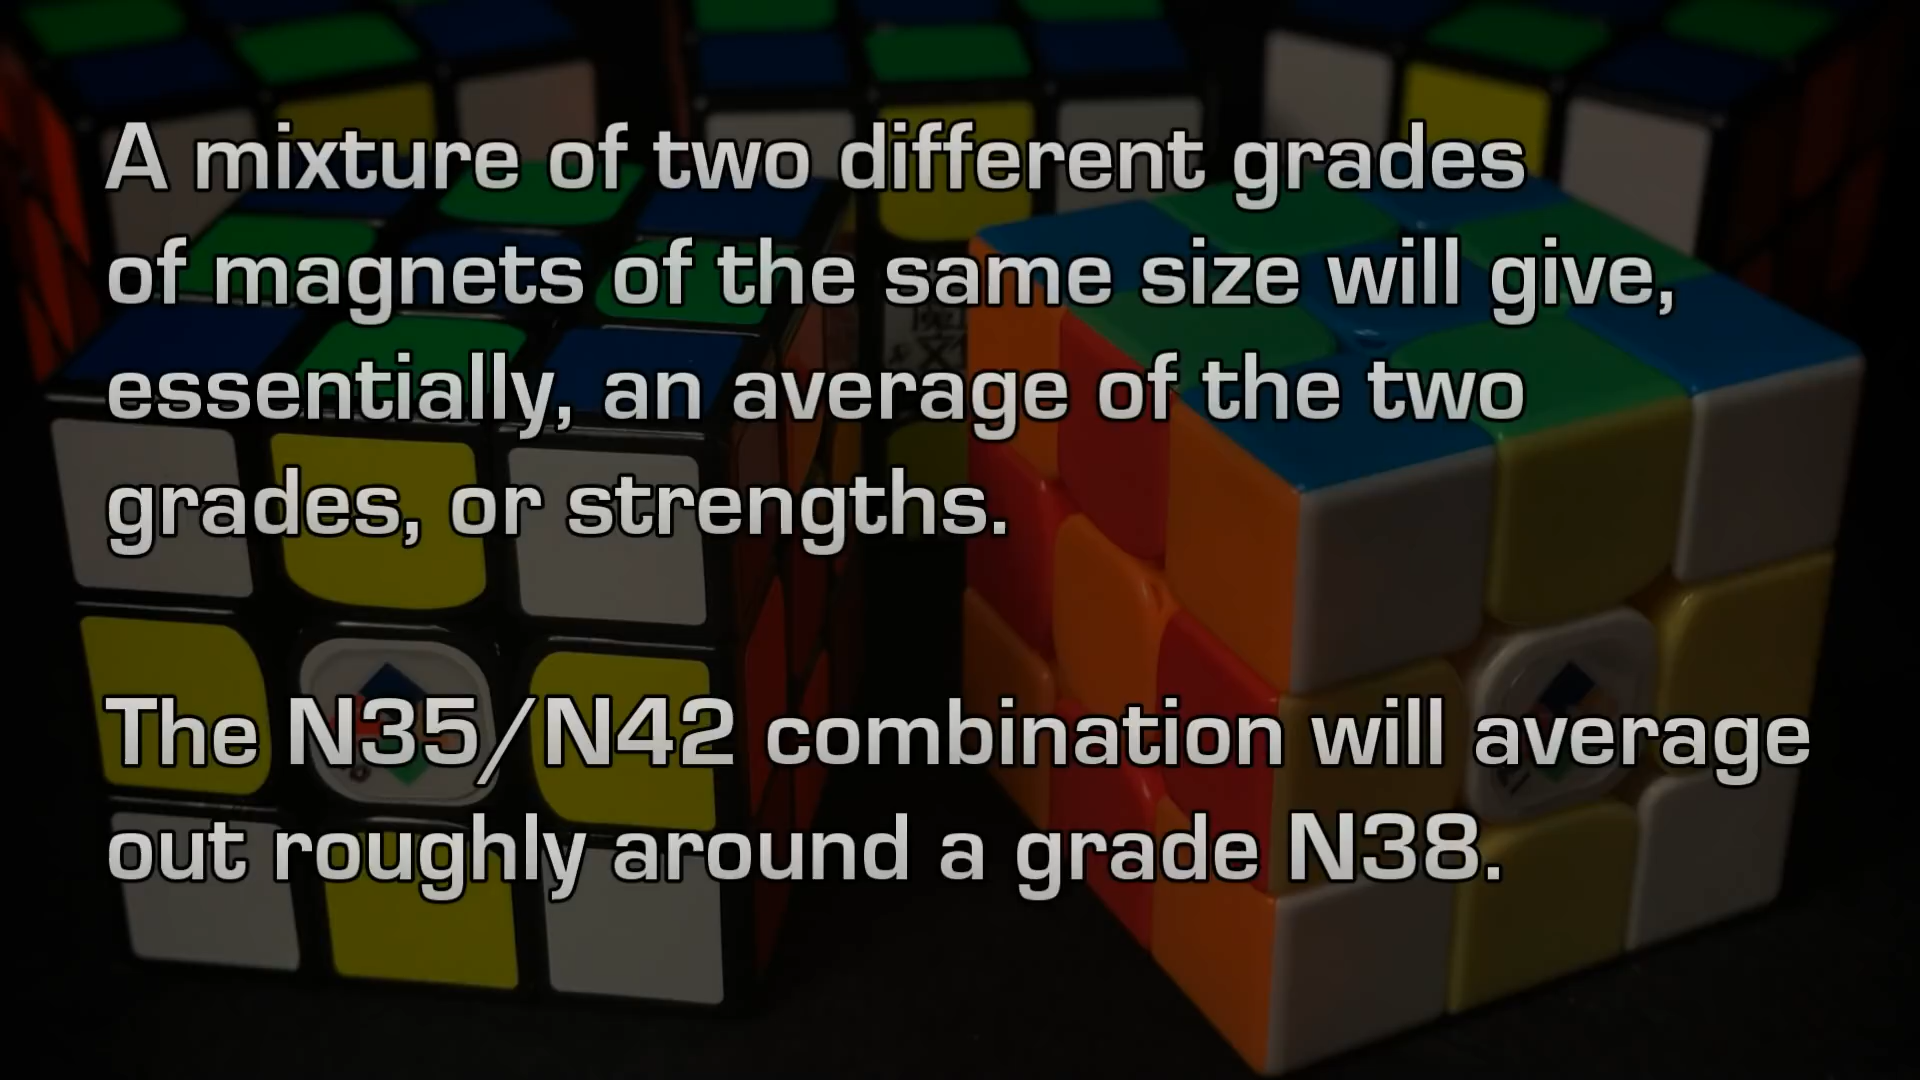 A mixture of two different grades
of magnets of the same size will give,
essentially, an average of the two
grades, or strengths.
The N35/N42 combination will average
out roughly around a grade N38.